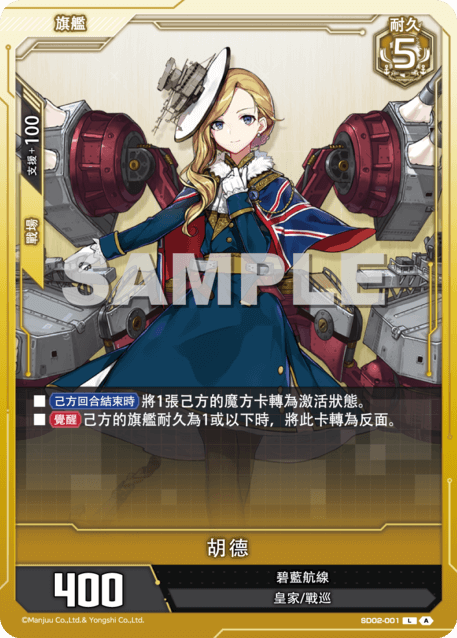 旗艦
耐久
5
支援+100
戰場
SAMPLE
己方回合結束時 將1張己方的魔方卡轉為激活狀態。
覺醒 己方的旗艦耐久為1或以下時，將此卡轉為反面。
胡德
400
碧藍航線
皇家/戰巡
©Manjuu Co.,Ltd.& Yongshi Co.,Ltd.
SD02-001 L A